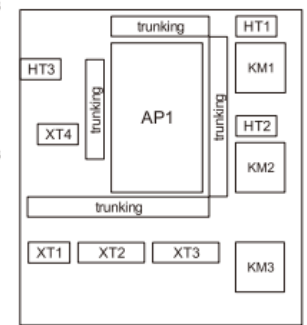 trunking
HT1
HT3
trunking
AP1
trunking
KM1
XT4
HT2
KM2
trunking
XT1
XT2
XT3
KM3